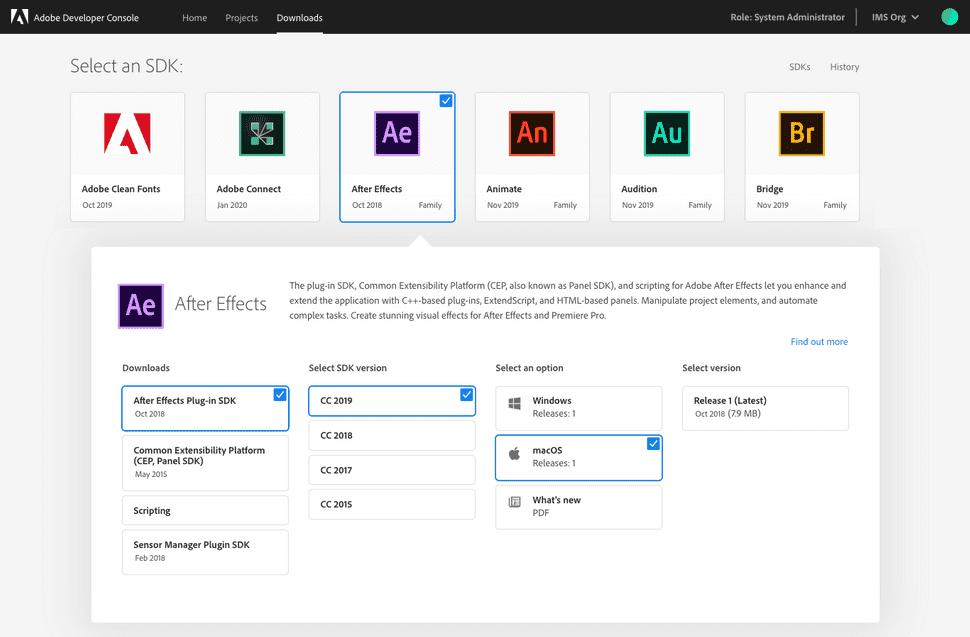 Adobe Developer Console Home Projects Downloads Role: System Administrator IMS Org
Select an SDK: SDKs History
Ae An Au Br
Adobe Clean Fonts Adobe Connect After Effects Animate Audition Bridge
Oct 2019 Jan 2020 Oct 2018 Family Nov 2019 Family Nov 2019 Family Nov 2019 Family
Ae After Effects
The plug-in SDK, Common Extensibility Platform (CEP, also known as Panel SDK), and scripting for Adobe After Effects let you enhance and
extend the application with C++-based plug-ins, ExtendScript, and HTML-based panels. Manipulate project elements, and automate
complex tasks. Create stunning visual effects for After Effects and Premiere Pro.
Find out more
Downloads
After Effects Plug-in SDK
Oct 2018
Common Extensibility Platform
(CEP, Panel SDK)
May 2015
Scripting
Sensor Manager Plugin SDK
Feb 2018
Select SDK version
CC 2019
CC 2018
CC 2017
CC 2015
Select an option
Windows
Releases: 1
macOS
Releases: 1
What's new
PDF
Select version
Release 1 (Latest)
Oct 2018 (7.9 MB)